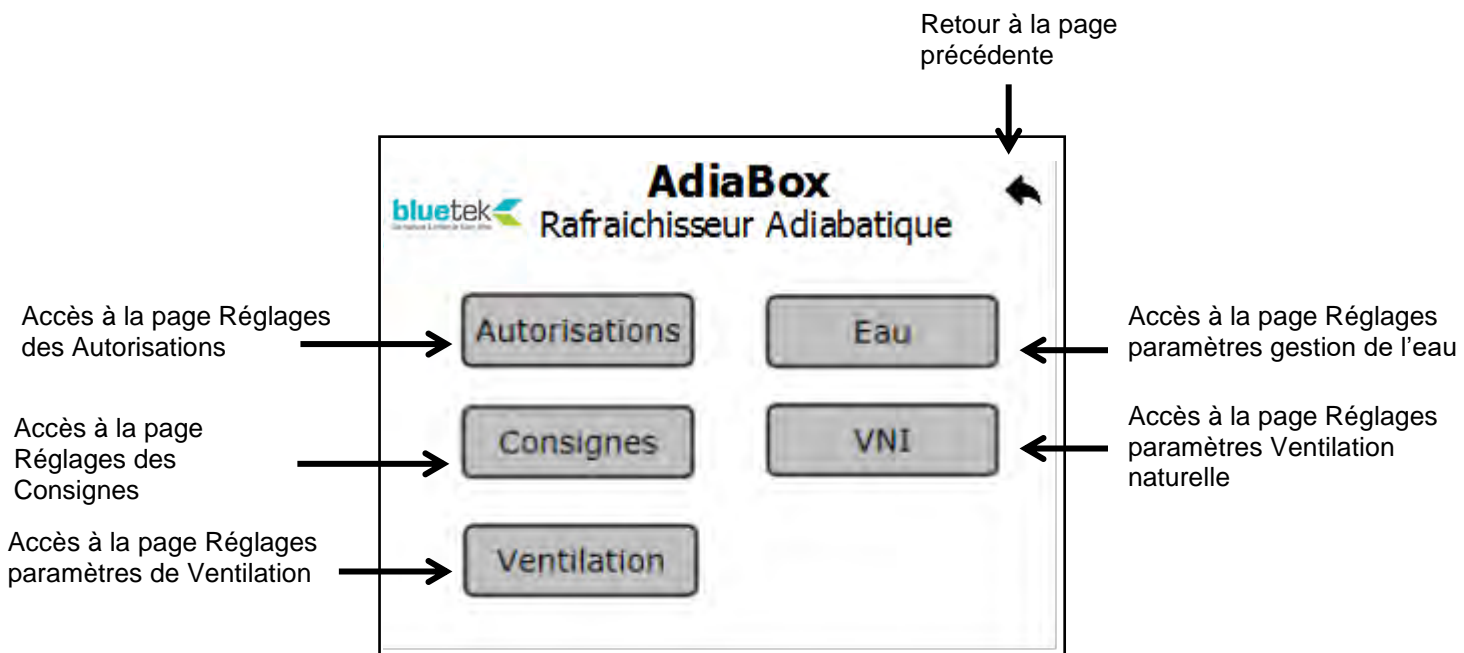 Retour à la page
précédente
AdiaBox
bluetek
Rafraichisseur Adiabatique
Accès à la page Réglages
des Autorisations
Autorisations
Eau
Accès à la page Réglages
paramètres gestion de l’eau
Accès à la page
Réglages des
Consignes
Consignes
VNI
Accès à la page Réglages
paramètres Ventilation
naturelle
Accès à la page Réglages
paramètres de Ventilation
Ventilation